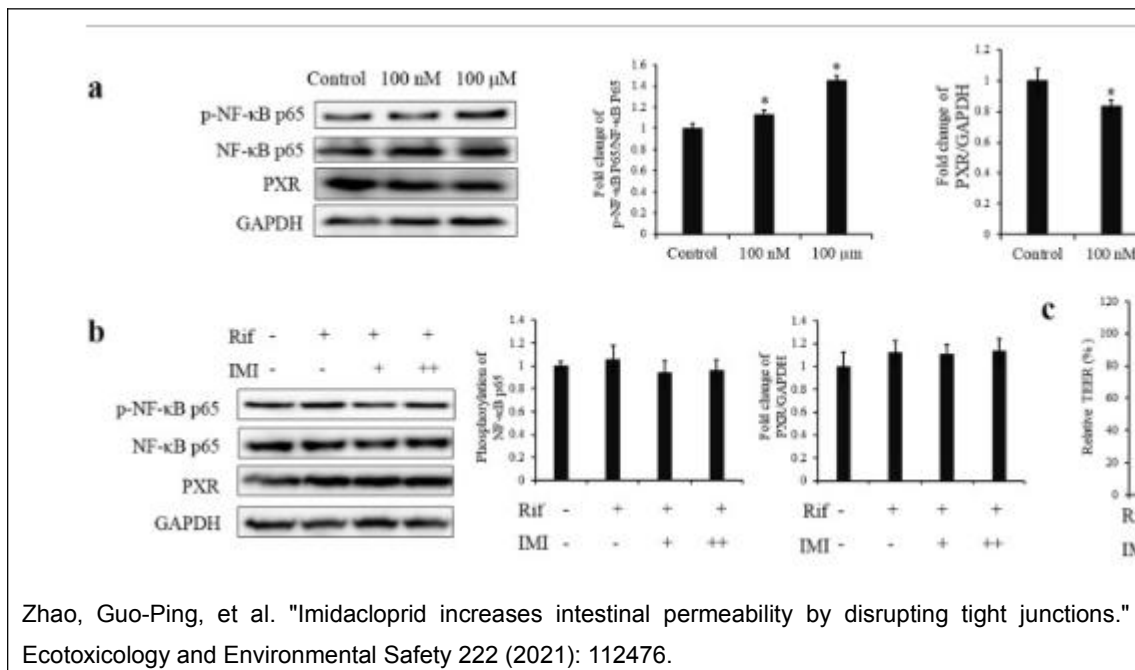 a
Control 100 nM 100 µM
p-NF-κB p65
NF-κB p65
PXR
GAPDH
Fold change of
p-NF-κB P65/NF-κB P65
1.6
1.4
1.2
1
0.8
0.6
0.4
0.2
0
* *
Control 100 nM 100 µm
Fold change of
PXR/GAPDH
1.2
1
0.8
0.6
0.4
0.2
0
*
Control 100 nM
b
Rif - + + +
IMI - - + ++
p-NF-κB p65
NF-κB p65
PXR
GAPDH
Phosphorylation of
NF-κB p65
1.4
1.2
1
0.8
0.6
0.4
0.2
0
Rif - + + +
IMI - - + ++
Fold change of
PXR/GAPDH
1.4
1.2
1
0.8
0.6
0.4
0.2
0
Rif - + + +
IMI - - + ++
c
Relative TEER (%)
120
100
80
60
40
20
0
R
IM
Zhao, Guo-Ping, et al. "Imidacloprid increases intestinal permeability by disrupting tight junctions."
Ecotoxicology and Environmental Safety 222 (2021): 112476.